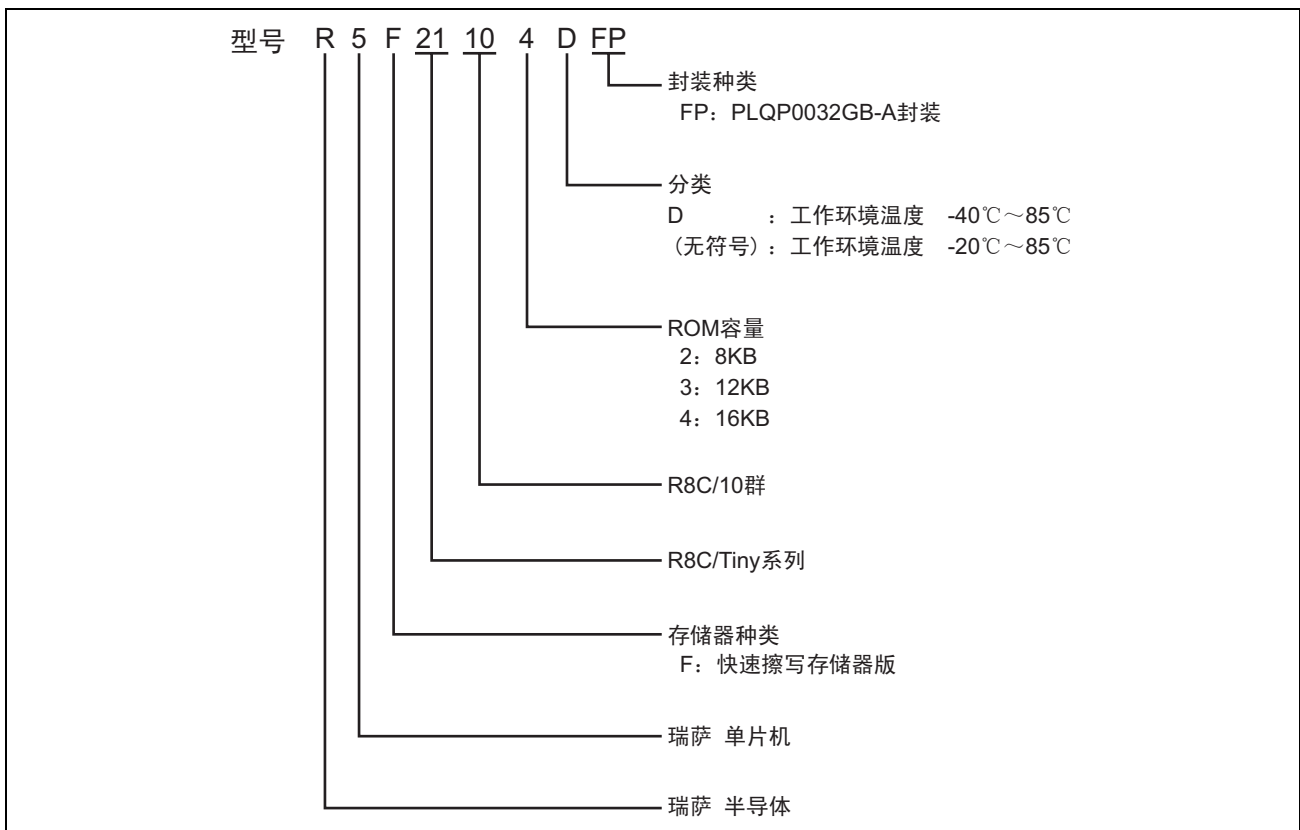 型号 R 5 F 21 10 4 D FP
封装种类
FP：PLQP0032GB-A封装
分类
D ：工作环境温度 -40℃～85℃
(无符号)：工作环境温度 -20℃～85℃
ROM容量
2：8KB
3：12KB
4：16KB
R8C/10群
R8C/Tiny系列
存储器种类
F：快速擦写存储器版
瑞萨 单片机
瑞萨 半导体